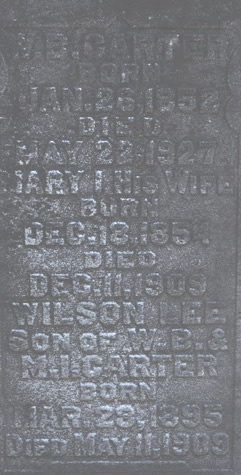 W.B. CARTER
BORN
JAN. 26, 1852
DIED
MAY 22, 1927
MARY I. HIS WIFE
BORN
DEC. 18,
DIED
DEC. 11, 1909
WILSON LEE
SON OF W.B. &
M.I. CARTER
BORN
MAR. 23, 1895
DIED MAY. 11, 1909